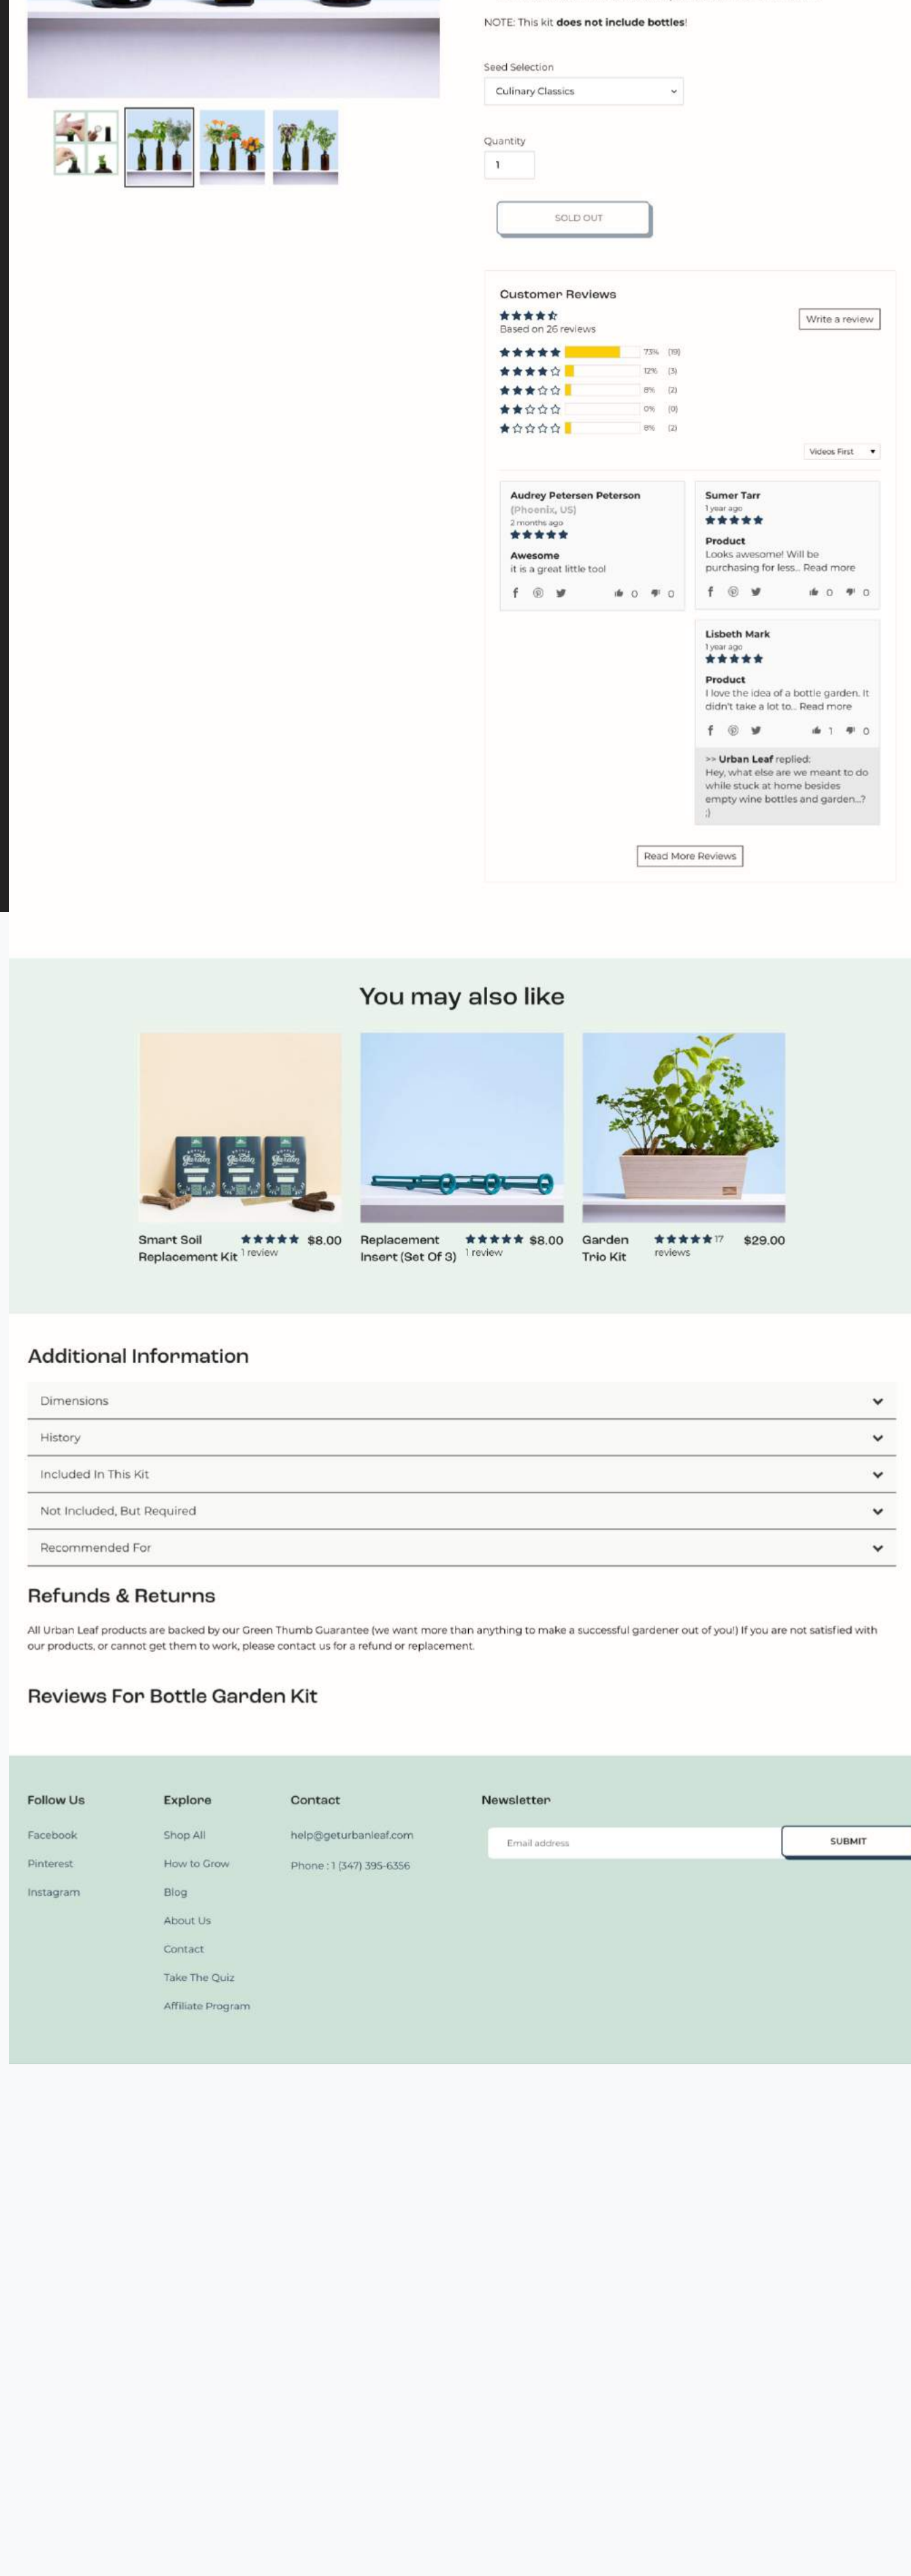 NOTE: This kit does not include bottles!
Seed Selection
Culinary Classics
Quantity
1
SOLD OUT
Customer Reviews
Based on 26 reviews
Write a review
73% (19)
12% (3)
8% (2)
0% (0)
8% (2)
Videos First
Audrey Petersen Peterson
(Phoenix, US)
2 months ago
Awesome
it is a great little tool
0 0
Sumer Tarr
1 year ago
Product
Looks awesome! Will be
purchasing for less... Read more
0 0
Lisbeth Mark
1 year ago
Product
I love the idea of a bottle garden. It
didn't take a lot to... Read more
1 0
>> Urban Leaf replied:
Hey, what else are we meant to do
while stuck at home besides
empty wine bottles and garden...?
;)
Read More Reviews
You may also like
Smart Soil
Replacement Kit
1 review
$8.00
Replacement
Insert (Set Of 3)
1 review
$8.00
Garden
Trio Kit
17
reviews
$29.00
Additional Information
Dimensions
History
Included In This Kit
Not Included, But Required
Recommended For
Refunds & Returns
All Urban Leaf products are backed by our Green Thumb Guarantee (we want more than anything to make a successful gardener out of you!) If you are not satisfied with
our products, or cannot get them to work, please contact us for a refund or replacement.
Reviews For Bottle Garden Kit
Follow Us
Facebook
Pinterest
Instagram
Explore
Shop All
How to Grow
Blog
About Us
Contact
Take The Quiz
Affiliate Program
Contact
help@geturbanleaf.com
Phone : 1 (347) 395-6356
Newsletter
Email address
SUBMIT